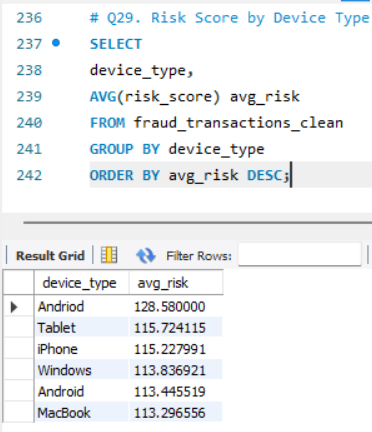 236 # Q29. Risk Score by Device Type
237 SELECT
238 device_type,
239 AVG(risk_score) avg_risk
240 FROM fraud_transactions_clean
241 GROUP BY device_type
242 ORDER BY avg_risk DESC;
Result Grid Filter Rows:
device_type avg_risk
Andriod 128.580000
Tablet 115.724115
iPhone 115.227991
Windows 113.836921
Android 113.445519
MacBook 113.296556